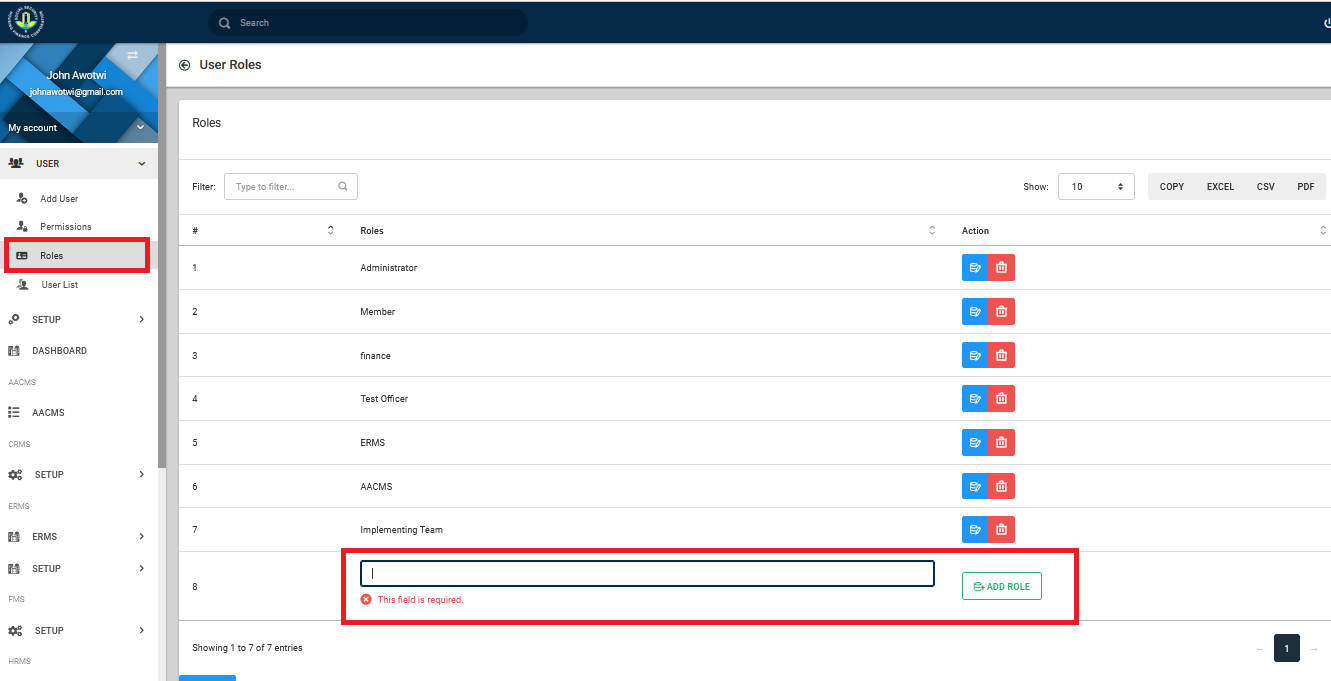 Search
John Awotwi
johnawotwi@gmail.com
My account
USER
Add User
Permissions
Roles
User List
SETUP
DASHBOARD
AACMS
AACMS
CRMS
SETUP
ERMS
ERMS
SETUP
FMS
SETUP
HRMS
User Roles
Roles
Filter: Type to filter... Show: 10 COPY EXCEL CSV PDF
# Roles Action
1 Administrator
2 Member
3 finance
4 Test Officer
5 ERMS
6 AACMS
7 Implementing Team
8 ADD ROLE
This field is required.
Showing 1 to 7 of 7 entries
← 1 →